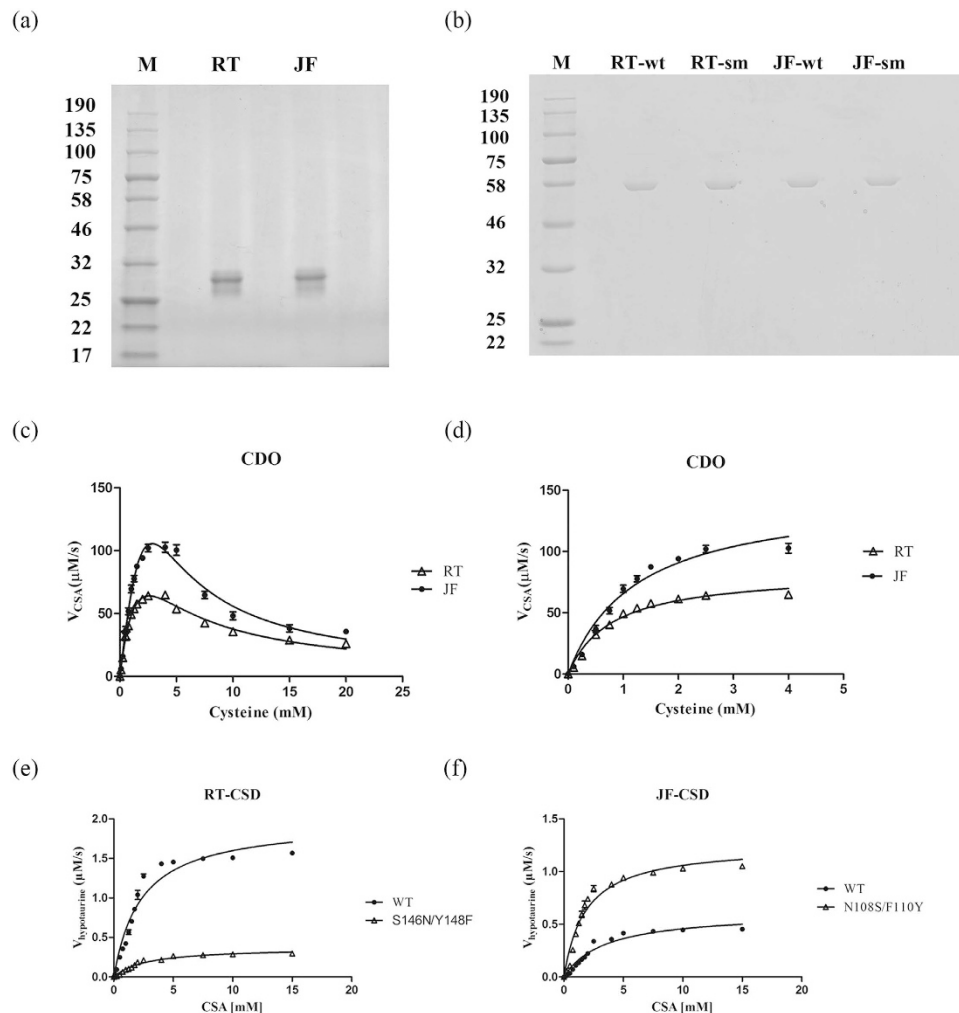 (a)
M RT JF
190
135
100
75
58
46
32
25
22
17
(b)
M RT-wt RT-sm JF-wt JF-sm
190
135
100
75
58
46
32
25
22
(c)
CDO
V_CSA(μM/s)
150
100
50
0
0 5 10 15 20 25
Cysteine (mM)
RT
JF
(d)
CDO
V_CSA(μM/s)
150
100
50
0
0 1 2 3 4 5
Cysteine (mM)
RT
JF
(e)
RT-CSD
V_hypotaurine(μM/s)
2.0
1.5
1.0
0.5
0.0
0 5 10 15 20
CSA [mM]
WT
S146N/Y148F
(f)
JF-CSD
V_hypotaurine(μM/s)
1.5
1.0
0.5
0.0
0 5 10 15 20
CSA [mM]
WT
N108S/F110Y